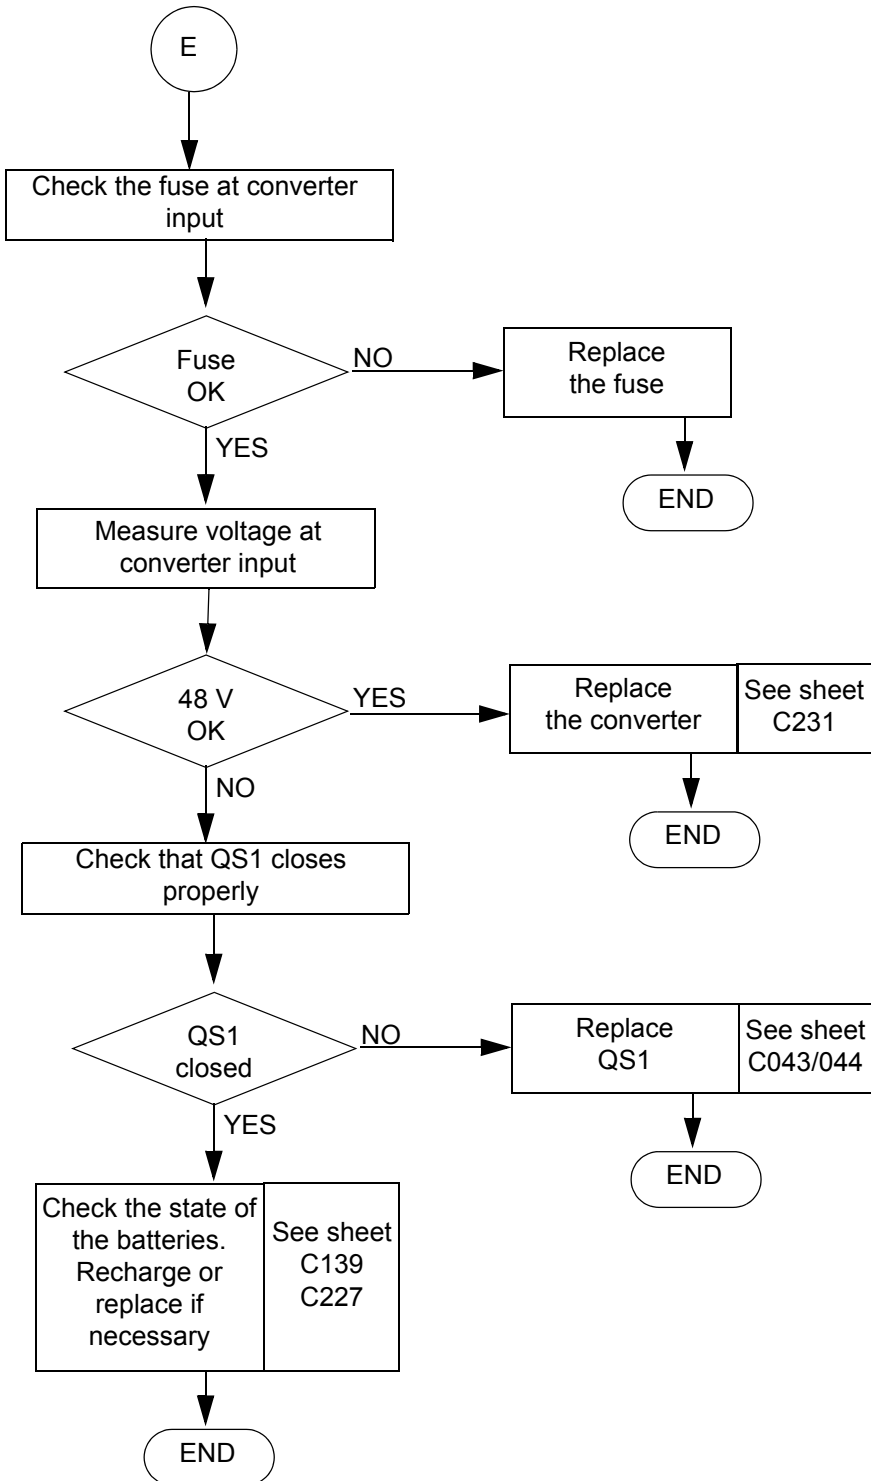 E
Check the fuse at converter
input
Fuse
OK
NO
Replace
the fuse
YES
END
Measure voltage at
converter input
48 V
OK
YES
Replace
the converter
See sheet
C231
NO
END
Check that QS1 closes
properly
QS1
closed
NO
Replace
QS1
See sheet
C043/044
YES
END
Check the state of
the batteries.
Recharge or
replace if
necessary
See sheet
C139
C227
END